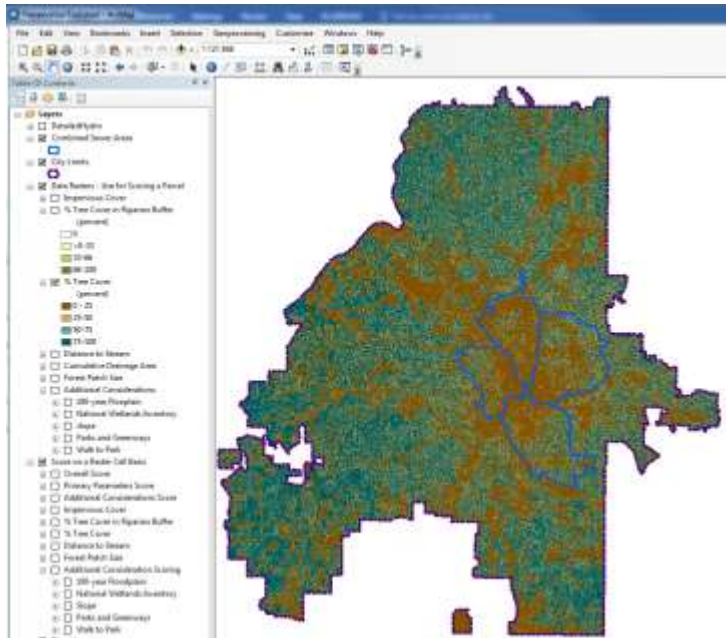 File Edit View Bookmarks Insert Selection Geoprocessing Customize Windows Help
Table Of Contents
Layers
DetailedHydro
Combined Sewer Areas
City Limits
Data Rasters - Use for Scoring a Parcel
Impervious Cover
% Tree Cover in Riparian Buffer
(percent)
0
% Tree Cover
(percent)
0 - 25
25-50
50-75
75-100
Distance to Stream
Cumulative Drainage Area
Forest Patch Size
Additional Considerations
100-year Floodplain
National Wetlands Inventory
Slope
Parks and Greenways
Walk to Park
Score on a Raster Cell Basis
Overall Score
Primary Parameters Score
Additional Considerations Score
Impervious Cover
% Tree Cover in Riparian Buffer
% Tree Cover
Distance to Stream
Forest Patch Size
Additional Consideration Scoring
100-year Floodplain
National Wetlands Inventory
Slope
Parks and Greenways
Walk to Park